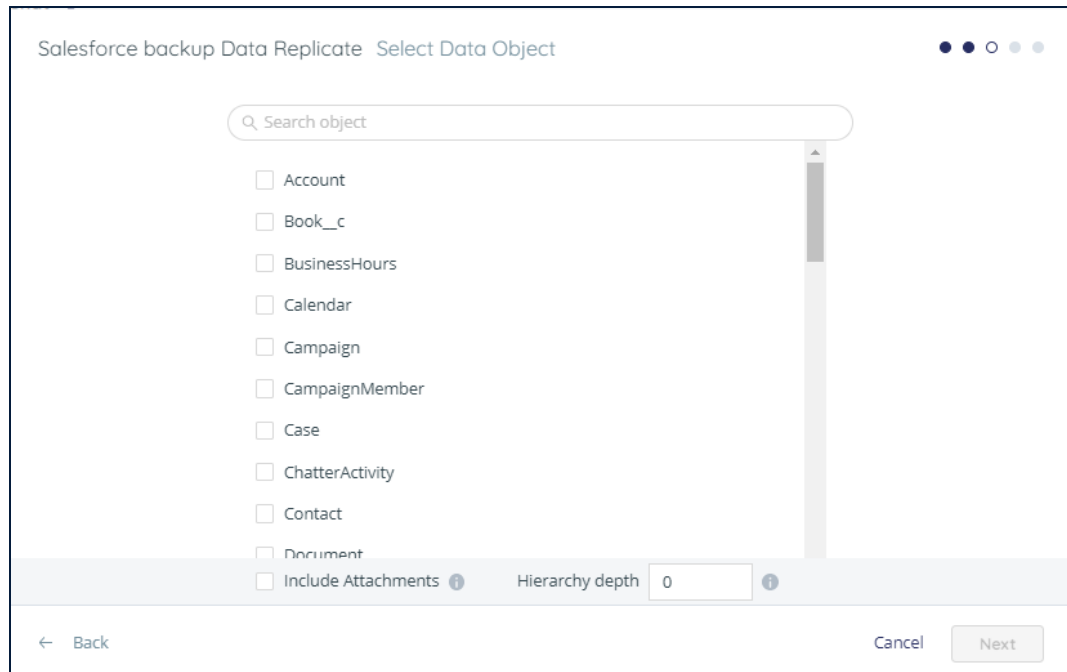 Salesforce backup Data Replicate Select Data Object
Search object
Account
Book__c
BusinessHours
Calendar
Campaign
CampaignMember
Case
ChatterActivity
Contact
Document
Include Attachments Hierarchy depth 0
Back Cancel Next